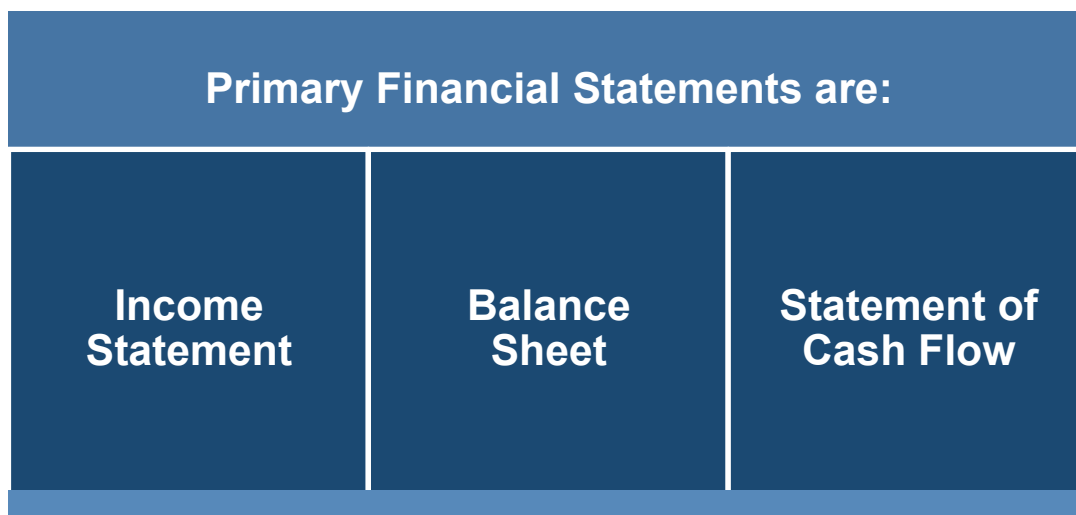 Primary Financial Statements are:
Income
Statement
Balance
Sheet
Statement of
Cash Flow